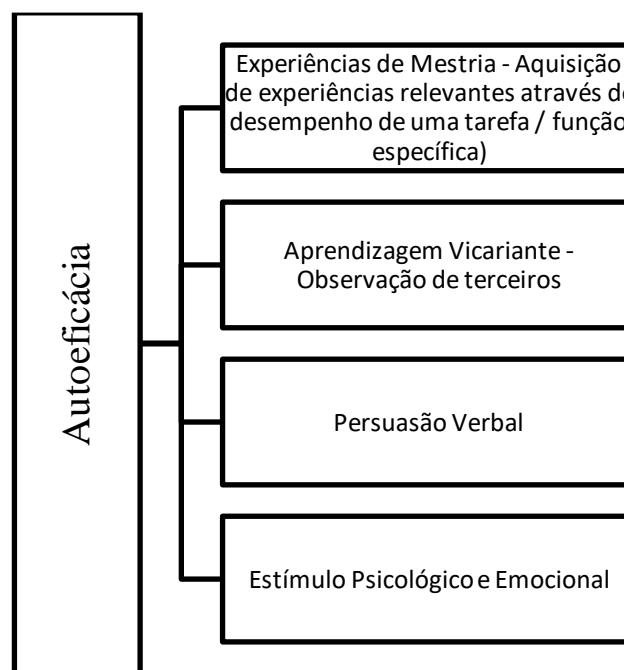 Autoeficácia
Experiências de Mestria - Aquisição
de experiências relevantes através d
desempenho de uma tarefa / função
específica)
Aprendizagem Vicariante -
Observação de terceiros
Persuasão Verbal
Estímulo Psicológico e Emocional